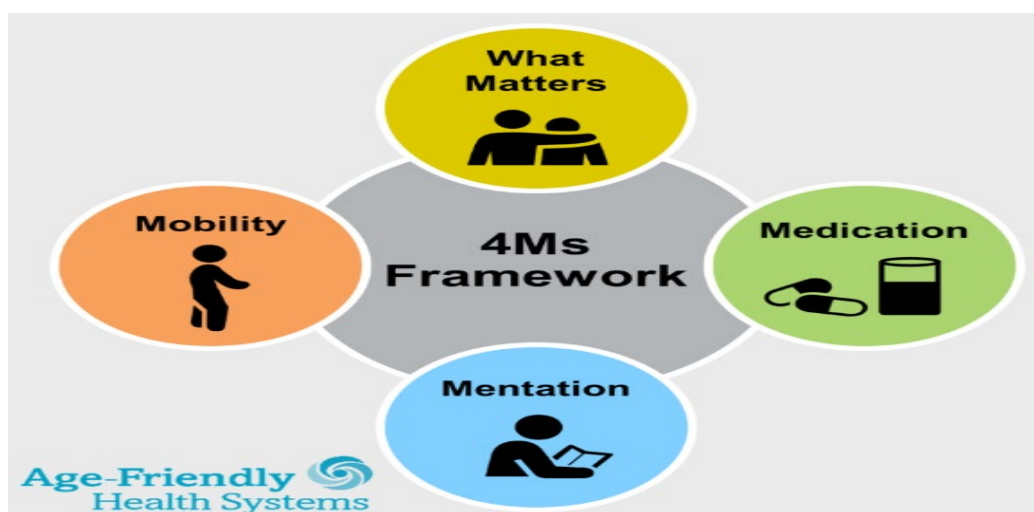 What
Matters
Mobility
4Ms
Framework
Medication
Mentation
Age-Friendly
Health Systems